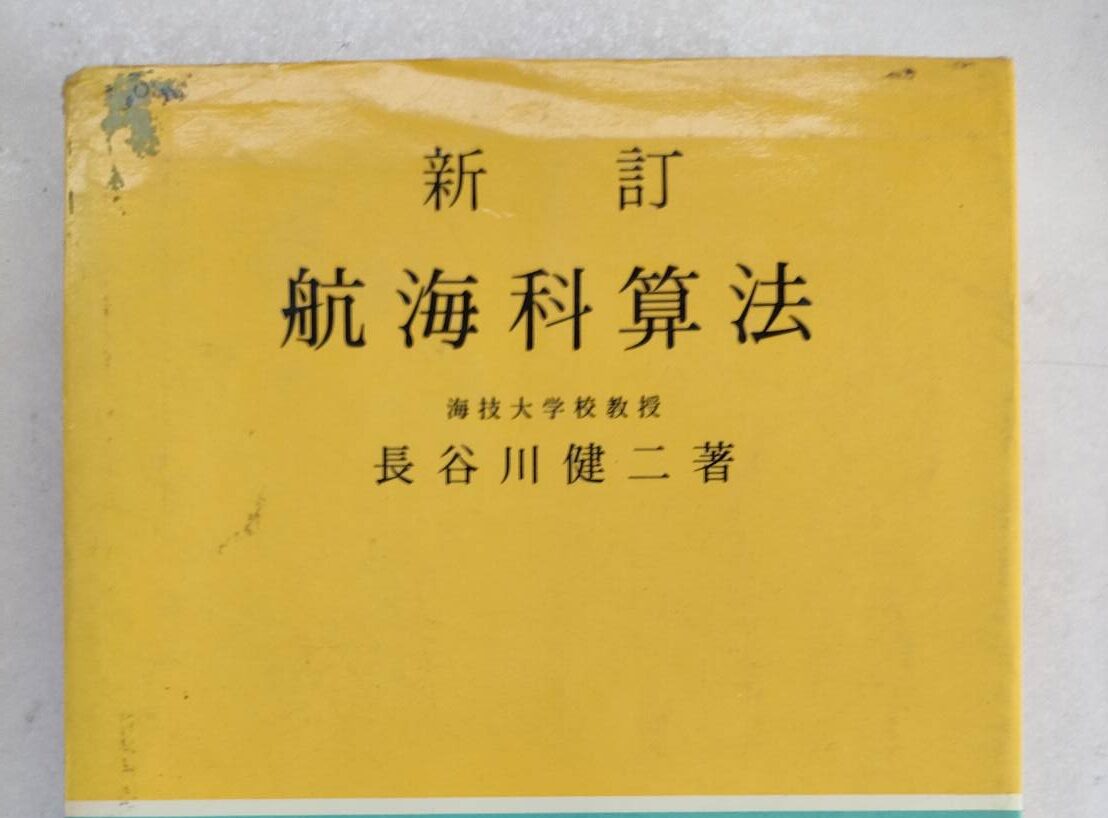 新訂
航海科算法
海技大学校教授
長谷川健二著